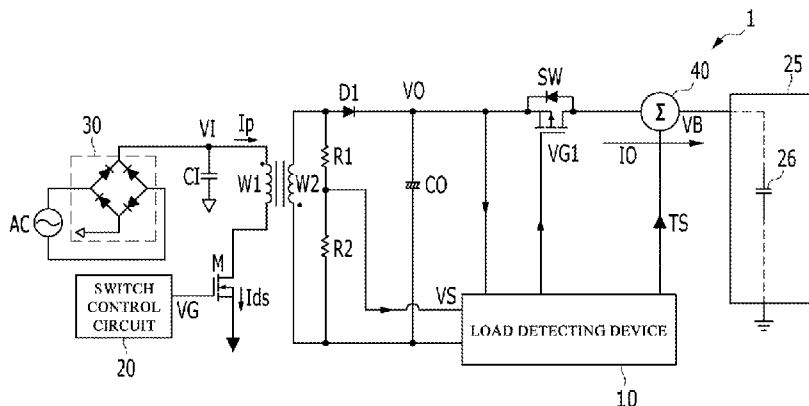 1
25
40
SW
D1
VO
Σ
30
VI
Ip
VB
VG1
IO
R1
CI
W1
W2
CO
26
AC
R2
TS
M
SWITCH
CONTROL
CIRCUIT
VG
Ids
VS
LOAD DETECTING DEVICE
20
10